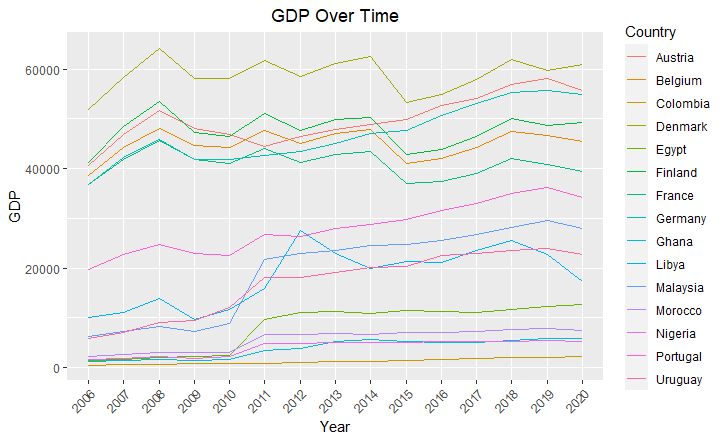 GDP Over Time
GDP
60000
40000
20000
0
2006
2007
2008
2009
2010
2011
2012
2013
2014
2015
2016
2017
2018
2019
2020
Year
Country
Austria
Belgium
Colombia
Denmark
Egypt
Finland
France
Germany
Ghana
Libya
Malaysia
Morocco
Nigeria
Portugal
Uruguay